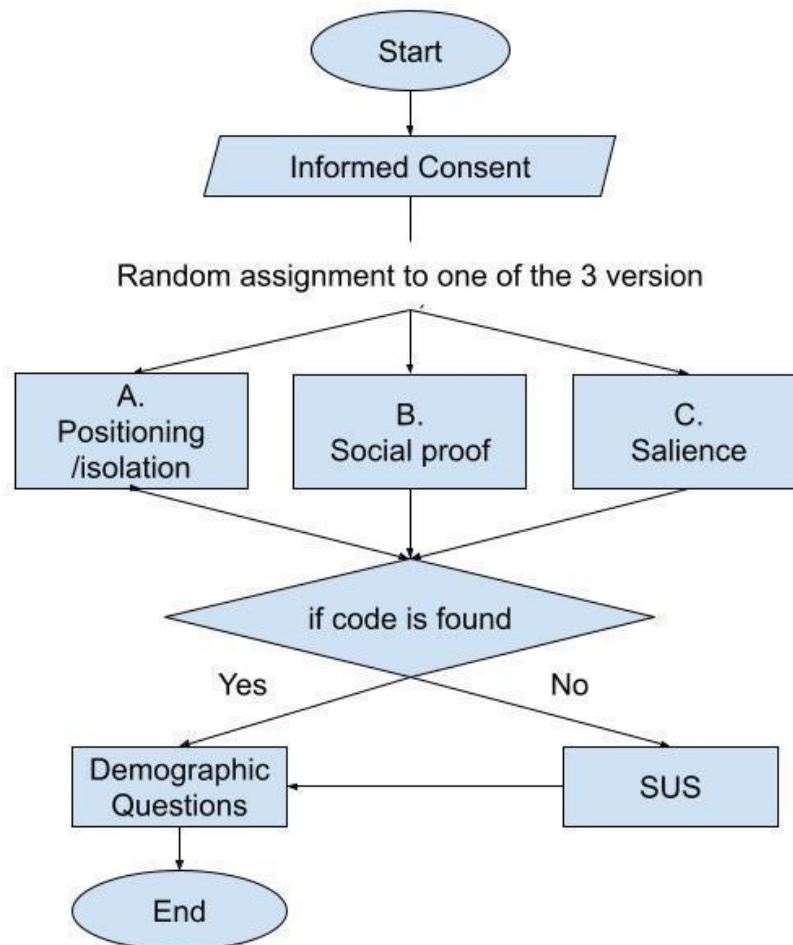 Start
Informed Consent
Random assignment to one of the 3 version
A.
Positioning
/isolation
B.
Social proof
C.
Salience
if code is found
Yes
No
Demographic
Questions
SUS
End